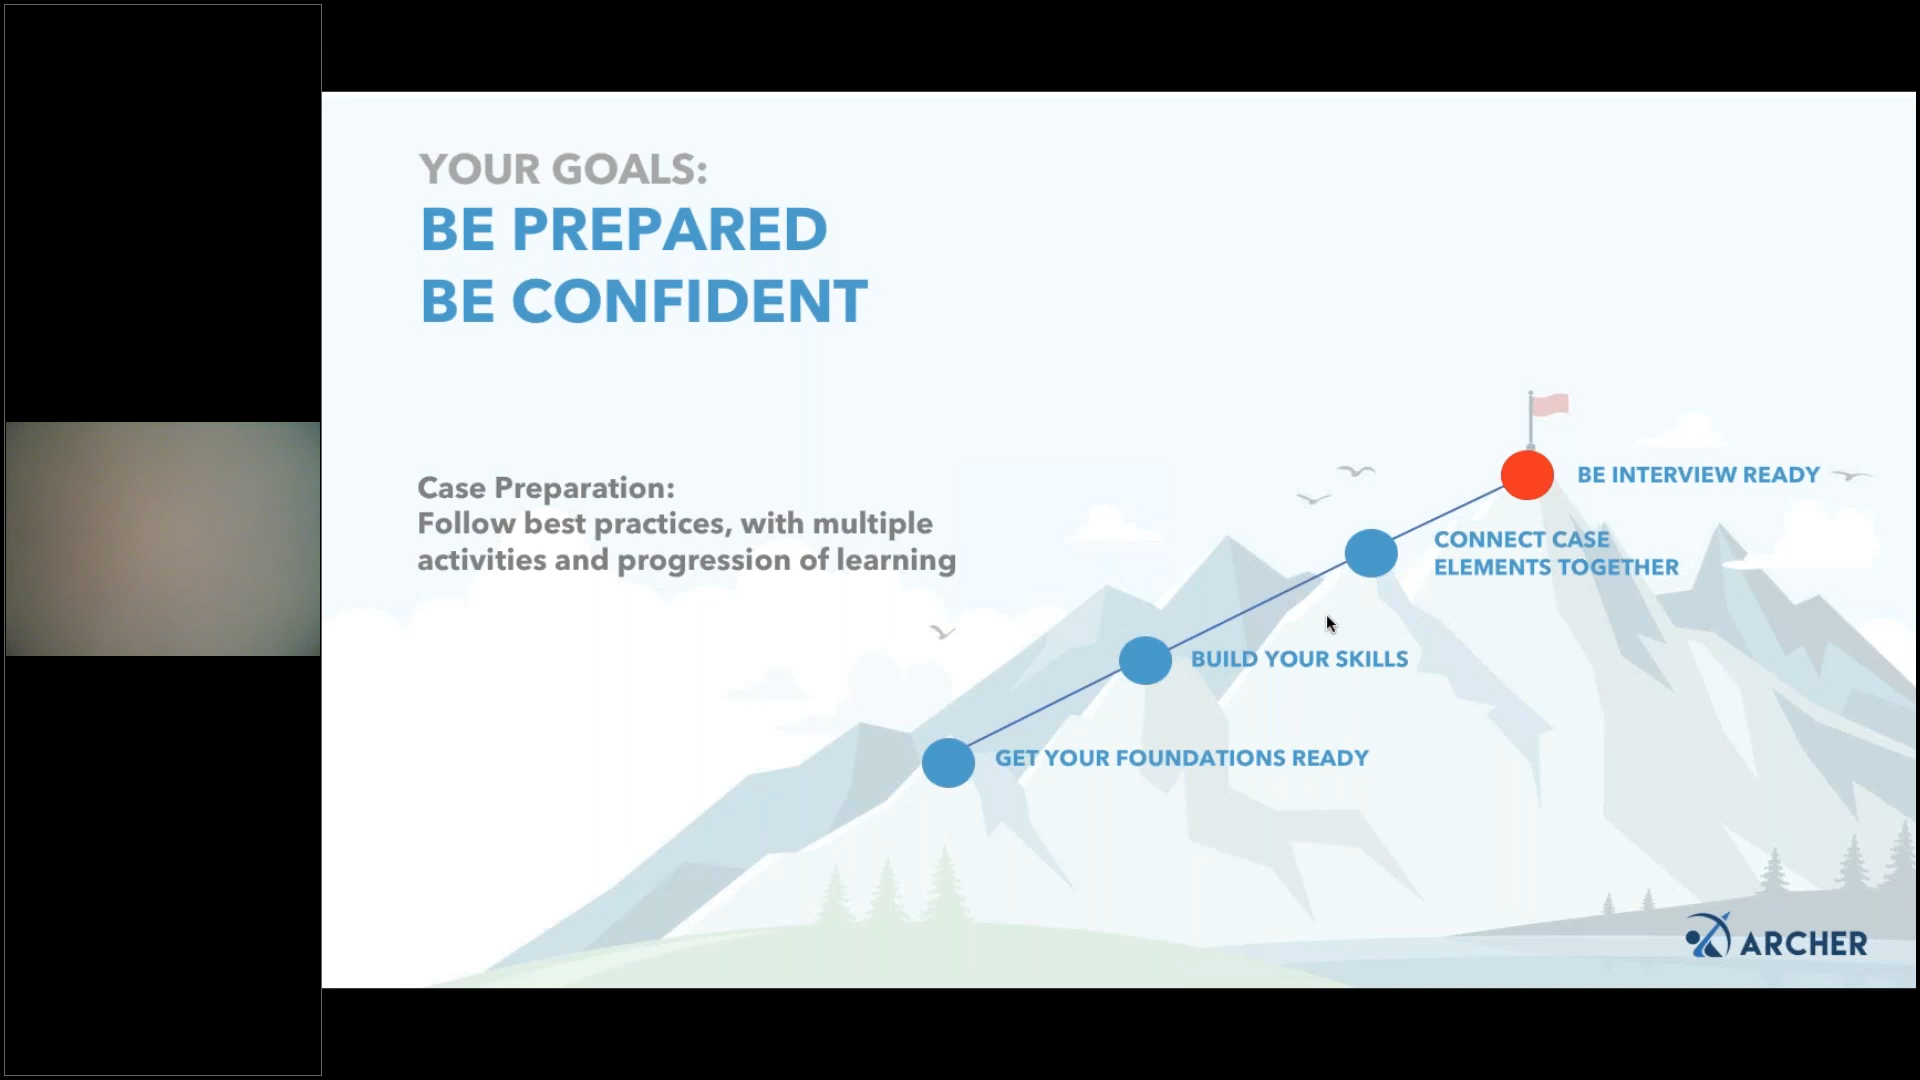 YOUR GOALS:
BE PREPARED
BE CONFIDENT
Case Preparation:
Follow best practices, with multiple
activities and progression of learning
BE INTERVIEW READY
CONNECT CASE
ELEMENTS TOGETHER
BUILD YOUR SKILLS
GET YOUR FOUNDATIONS READY
ARCHER